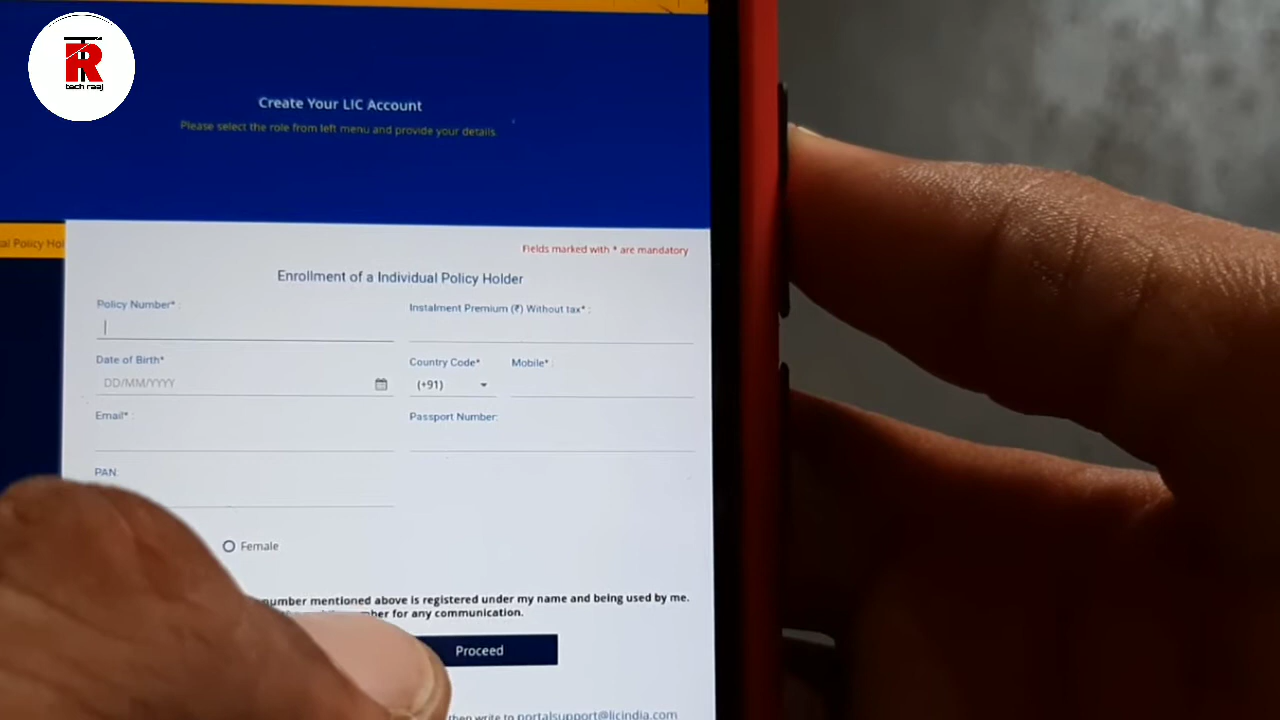 TR
tech raaj
Create Your LIC Account
Please select the role from left menu and provide your details.
al Policy Hol
Fields marked with * are mandatory
Enrollment of a Individual Policy Holder
Policy Number* :
Instalment Premium (₹) Without tax* :
Date of Birth*
Country Code*
Mobile* :
DD/MM/YYYY
(+91)
Email* :
Passport Number:
PAN:
Female
number mentioned above is registered under my name and being used by me.
for any communication.
Proceed
then write to portalsupport@licindia.com